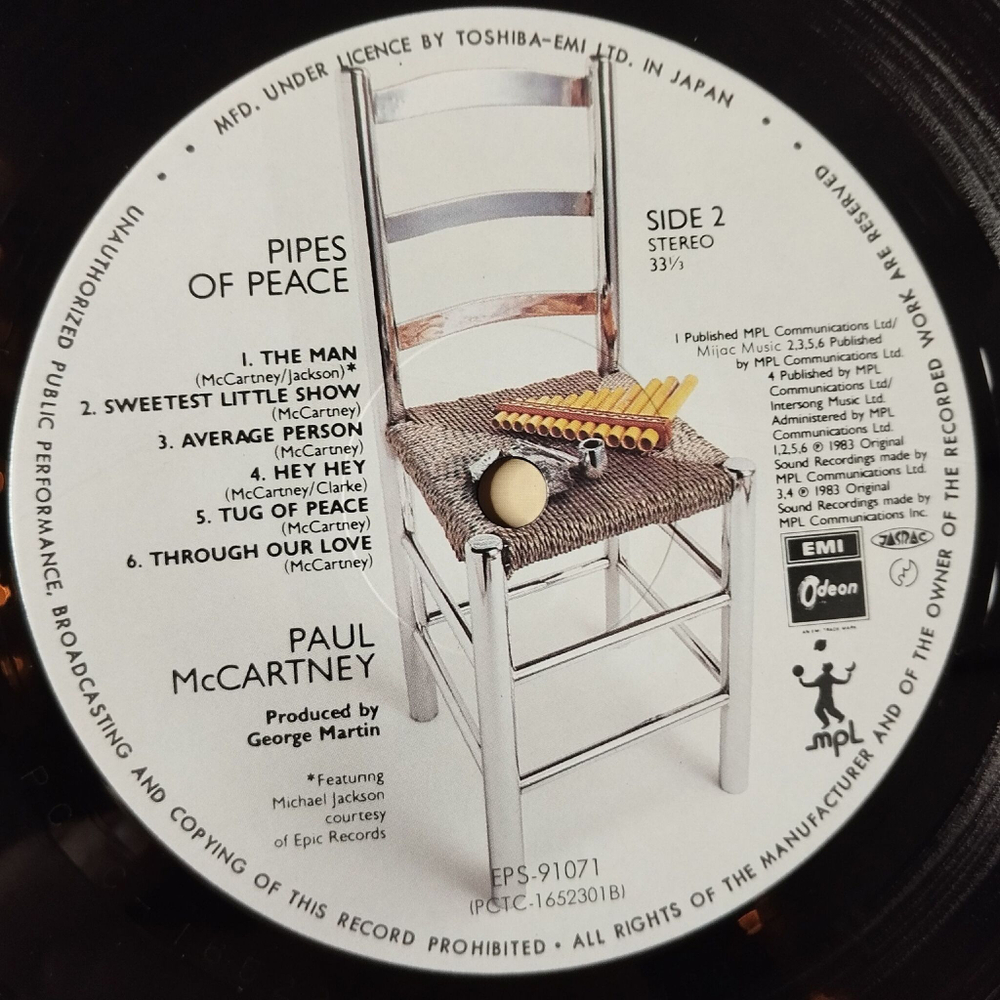 MFD. UNDER LICENCE BY TOSHIBA-EMI LTD. IN JAPAN
PIPES
OF PEACE
SIDE 2
STEREO
33⅓
1. THE MAN
(McCartney/Jackson)*
2. SWEETEST LITTLE SHOW
(McCartney)
3. AVERAGE PERSON
(McCartney)
4. HEY HEY
(McCartney/Clarke)
5. TUG OF PEACE
(McCartney)
6. THROUGH OUR LOVE
(McCartney)
1 Published MPL Communications Ltd/
Mijac Music 2,3,5,6 Published
by MPL Communications Ltd.
4 Published by MPL
Communications Ltd/
Intersong Music Ltd.
Administered by MPL
Communications Ltd.
1,2,5,6 ℗ 1983 Original
Sound Recordings made by
MPL Communications Ltd.
3,4 ℗ 1983 Original
Sound Recordings made by
MPL Communications Inc.
EMI
JASRAC
Odeon
AN EMI TRADE MARK
mpl
PAUL
McCARTNEY
Produced by
George Martin
*Featuring
Michael Jackson
courtesy
of Epic Records
EPS-91071
(PCTC-1652301B)
UNAUTHORIZED PUBLIC PERFORMANCE, BROADCASTING AND COPYING OF THIS RECORD PROHIBITED • ALL RIGHTS OF THE MANUFACTURER AND OF THE OWNER OF THE RECORDED WORK ARE RESERVED